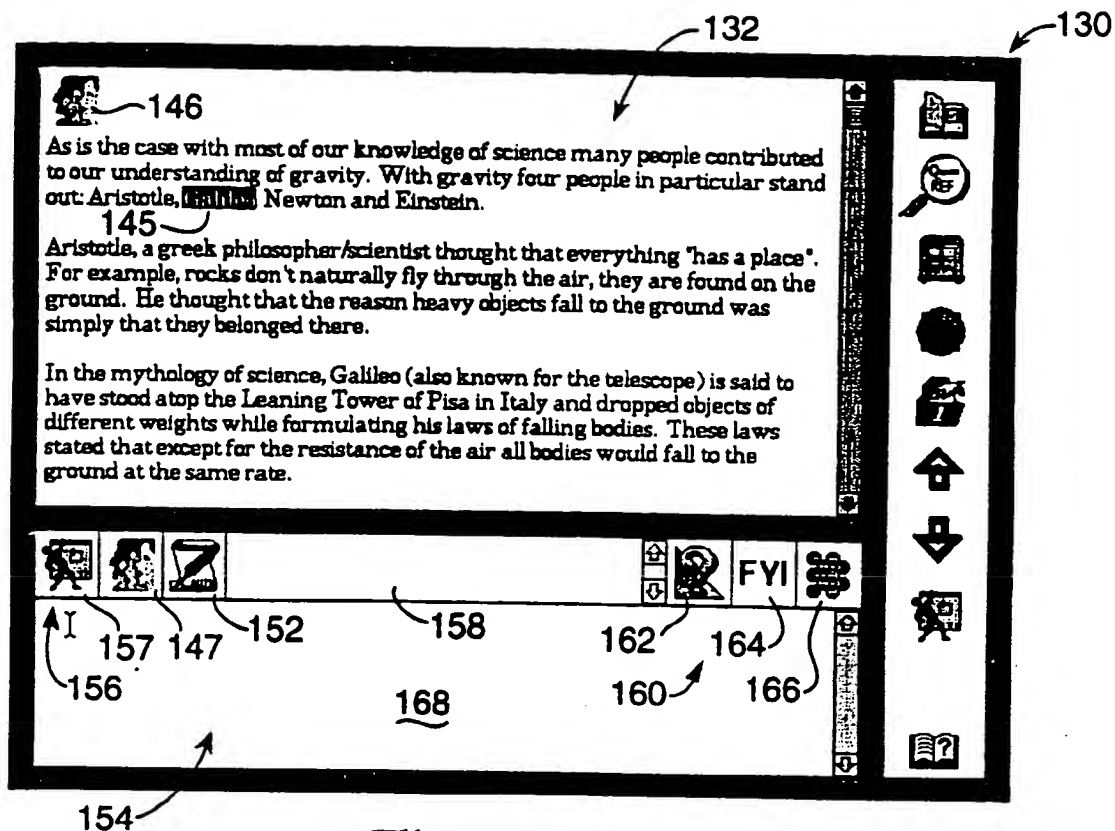 132
130
146
As is the case with most of our knowledge of science many people contributed
to our understanding of gravity. With gravity four people in particular stand
out: Aristotle, Galileo Newton and Einstein.
145
Aristotle, a greek philosopher/scientist thought that everything "has a place".
For example, rocks don't naturally fly through the air, they are found on the
ground. He thought that the reason heavy objects fall to the ground was
simply that they belonged there.
In the mythology of science, Galileo (also known for the telescope) is said to
have stood atop the Leaning Tower of Pisa in Italy and dropped objects of
different weights while formulating his laws of falling bodies. These laws
stated that except for the resistance of the air all bodies would fall to the
ground at the same rate.
REF
1
FYI
157 147 152 158 162 164 166
156 168 160
?
154